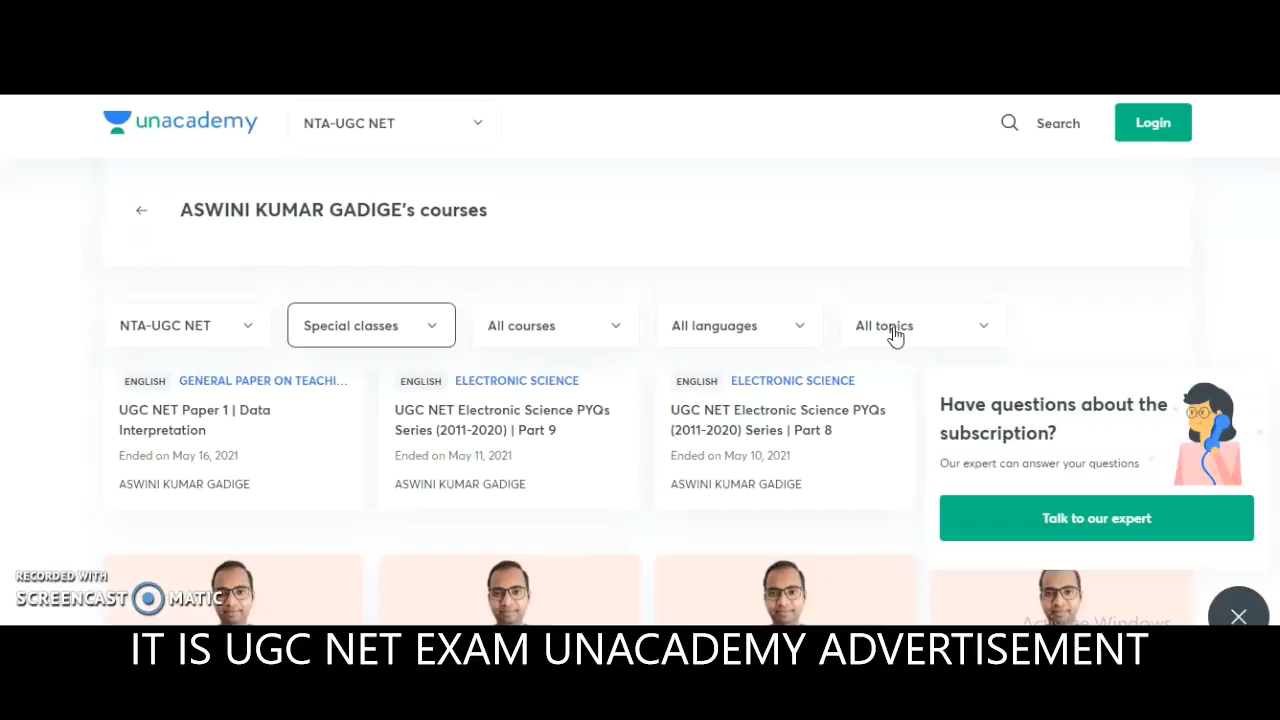 unacademy
NTA-UGC NET
Search
Login
ASWINI KUMAR GADIGE's courses
NTA-UGC NET
Special classes
All courses
All languages
All topics
ENGLISH GENERAL PAPER ON TEACHI...
UGC NET Paper 1 | Data
Interpretation
Ended on May 16, 2021
ASWINI KUMAR GADIGE
ENGLISH ELECTRONIC SCIENCE
UGC NET Electronic Science PYQs
Series (2011-2020) | Part 9
Ended on May 11, 2021
ASWINI KUMAR GADIGE
ENGLISH ELECTRONIC SCIENCE
UGC NET Electronic Science PYQs
(2011-2020) Series | Part 8
Ended on May 10, 2021
ASWINI KUMAR GADIGE
Have questions about the
subscription?
Our expert can answer your questions
Talk to our expert
RECORDED WITH
SCREENCAST MATIC
Activate Windows
IT IS UGC NET EXAM UNACADEMY ADVERTISEMENT